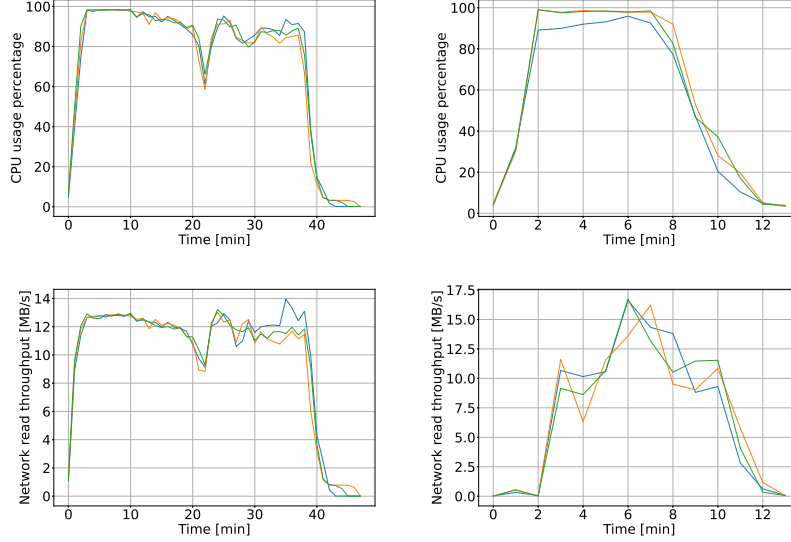 100
80
60
40
20
0
CPU usage percentage
0 10 20 30 40
Time [min]
100
80
60
40
20
0
CPU usage percentage
0 2 4 6 8 10 12
Time [min]
14
12
10
8
6
4
2
0
Network read throughput [MB/s]
0 10 20 30 40
Time [min]
17.5
15.0
12.5
10.0
7.5
5.0
2.5
0.0
Network read throughput [MB/s]
0 2 4 6 8 10 12
Time [min]